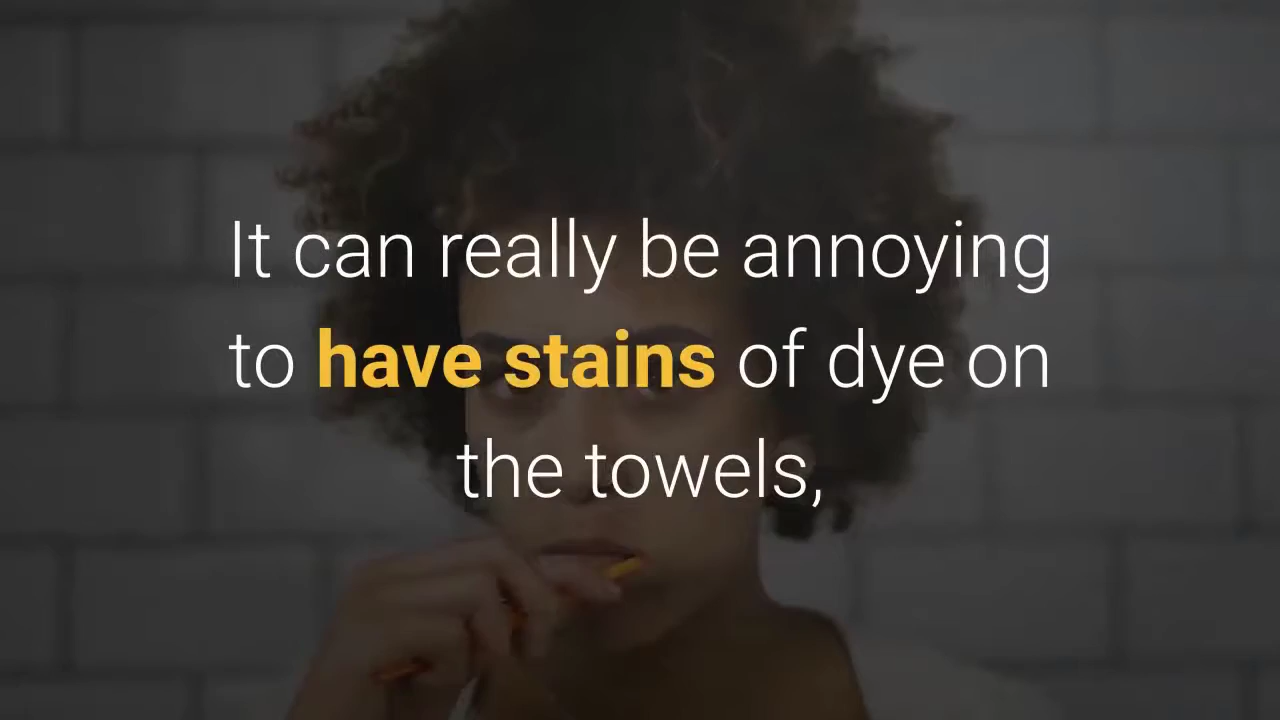 It can really be annoying
to have stains of dye on
the towels,